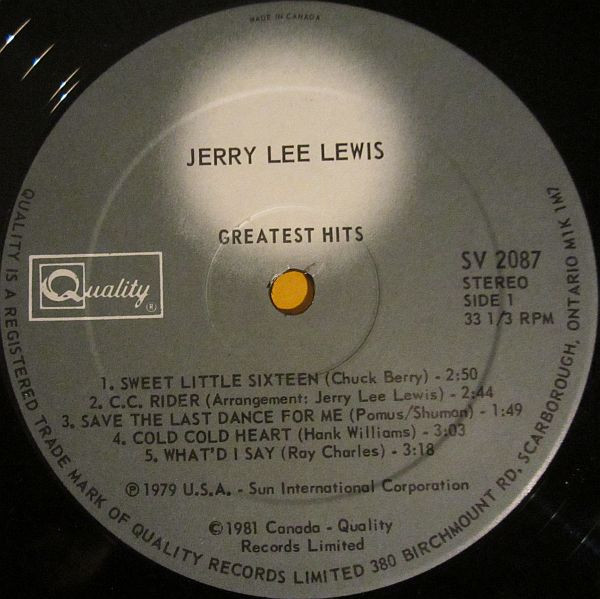 MADE IN CANADA
JERRY LEE LEWIS
GREATEST HITS
Quality®
SV 2087
STEREO
SIDE 1
33 1/3 RPM
1. SWEET LITTLE SIXTEEN (Chuck Berry) - 2:50
2. C.C. RIDER (Arrangement: Jerry Lee Lewis) - 2:44
3. SAVE THE LAST DANCE FOR ME (Pomus/Shuman) - 1:49
4. COLD COLD HEART (Hank Williams) - 3:03
5. WHAT'D I SAY (Ray Charles) - 3:18
℗ 1979 U.S.A. - Sun International Corporation
© 1981 Canada - Quality
Records Limited
QUALITY IS A REGISTERED TRADE MARK OF QUALITY RECORDS LIMITED 380 BIRCHMOUNT RD. SCARBOROUGH, ONTARIO M1K 1M7